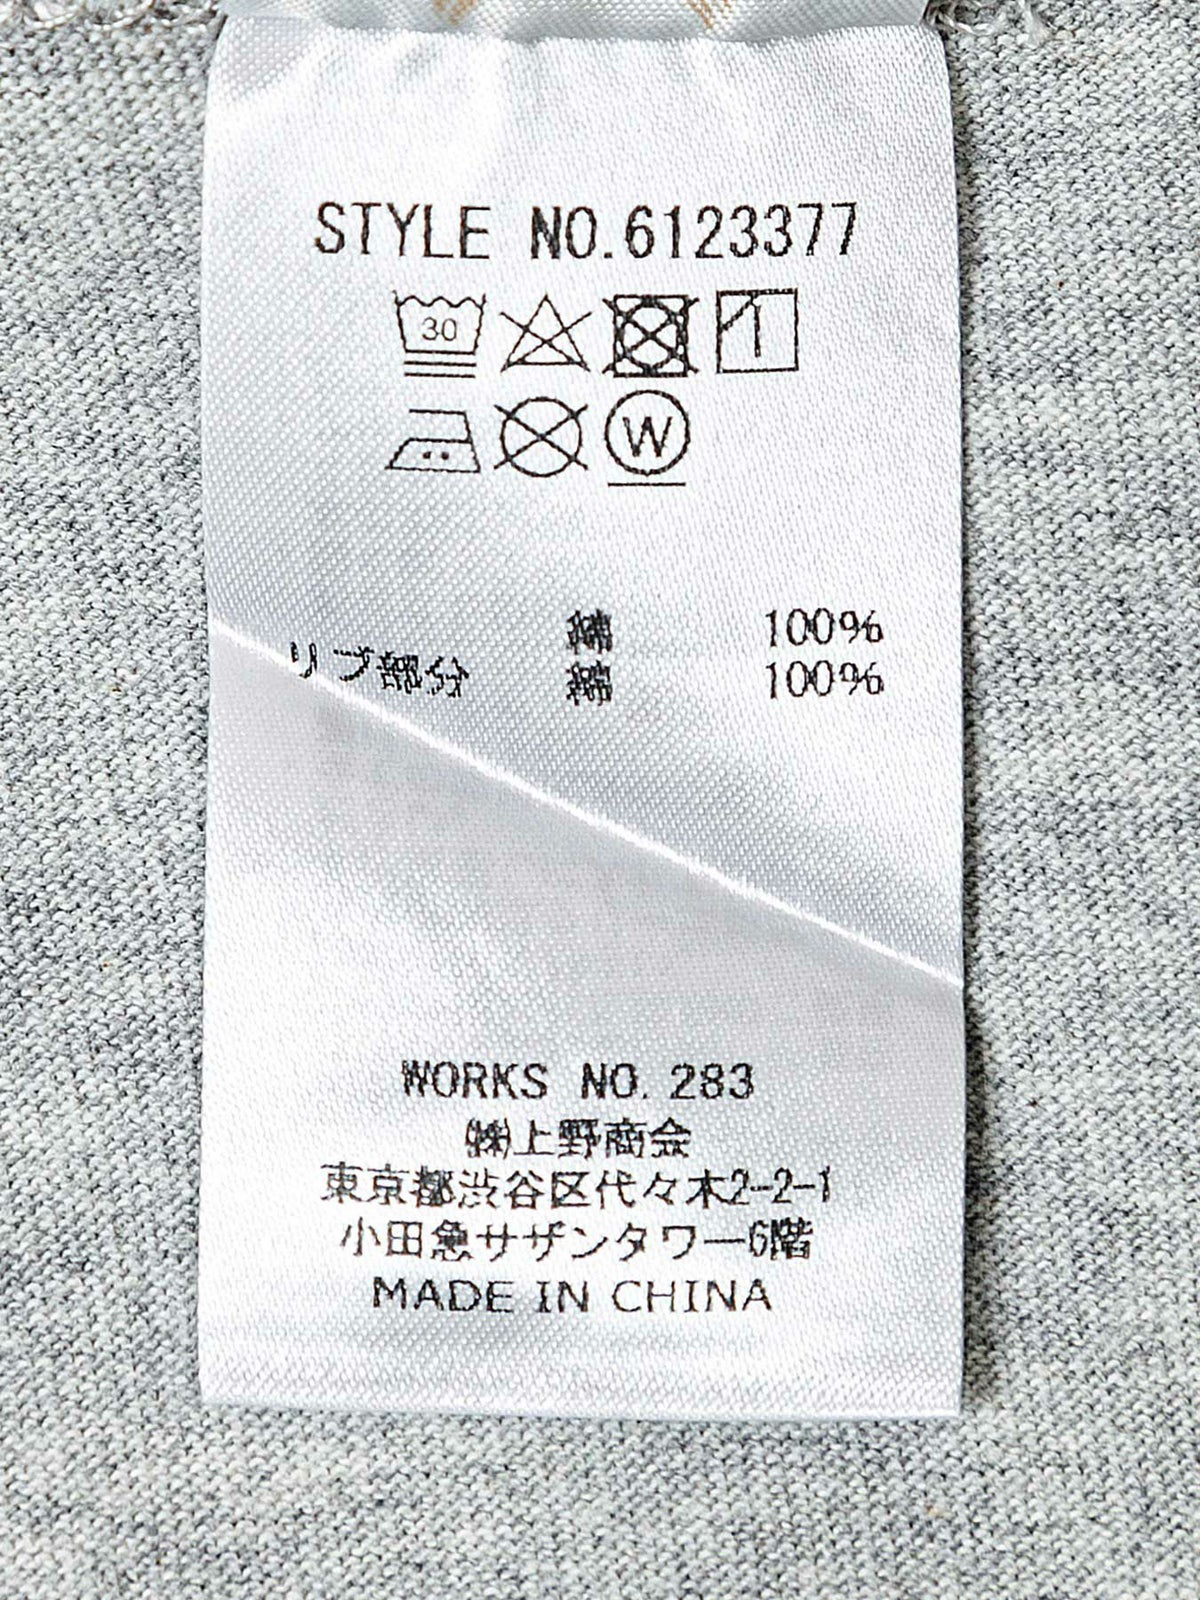 STYLE NO.6123377
30
W
綿 100%
リブ部分 綿 100%
WORKS NO. 283
㈱上野商会
東京都渋谷区代々木2-2-1
小田急サザンタワー6階
MADE IN CHINA